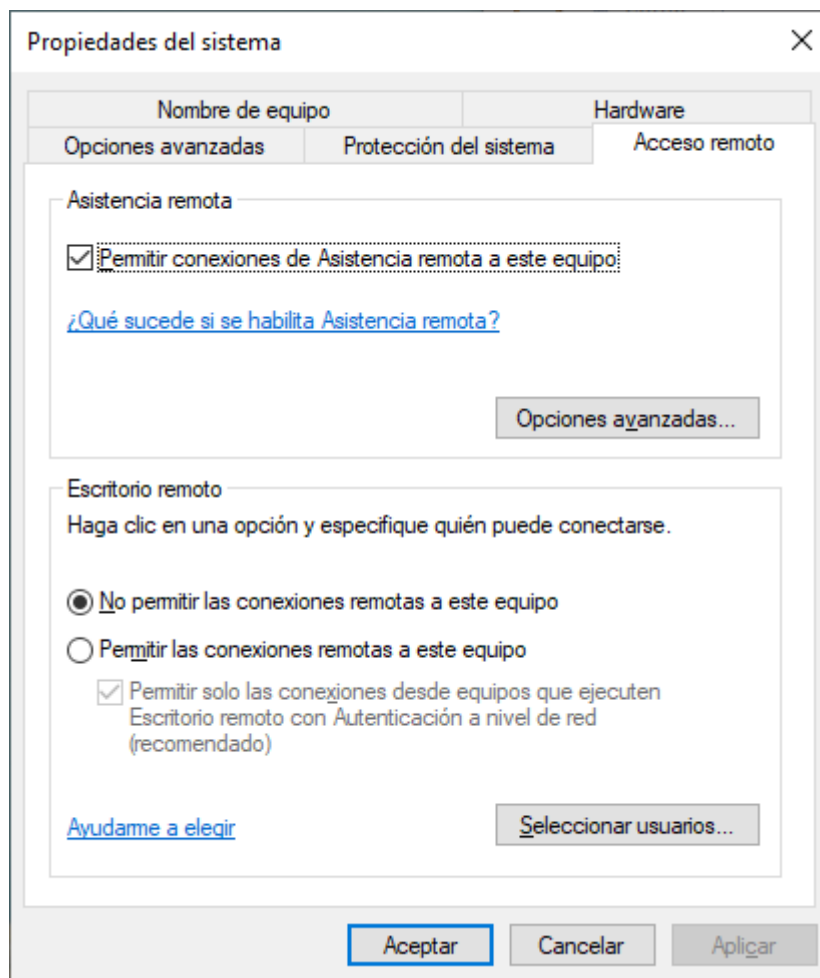 Propiedades del sistema
Nombre de equipo
Hardware
Opciones avanzadas
Protección del sistema
Acceso remoto
Asistencia remota
Permitir conexiones de Asistencia remota a este equipo
¿Qué sucede si se habilita Asistencia remota?
Opciones avanzadas...
Escritorio remoto
Haga clic en una opción y especifique quién puede conectarse.
No permitir las conexiones remotas a este equipo
Permitir las conexiones remotas a este equipo
Permitir solo las conexiones desde equipos que ejecuten
Escritorio remoto con Autenticación a nivel de red
(recomendado)
Ayudarme a elegir
Seleccionar usuarios...
Aceptar
Cancelar
Aplicar